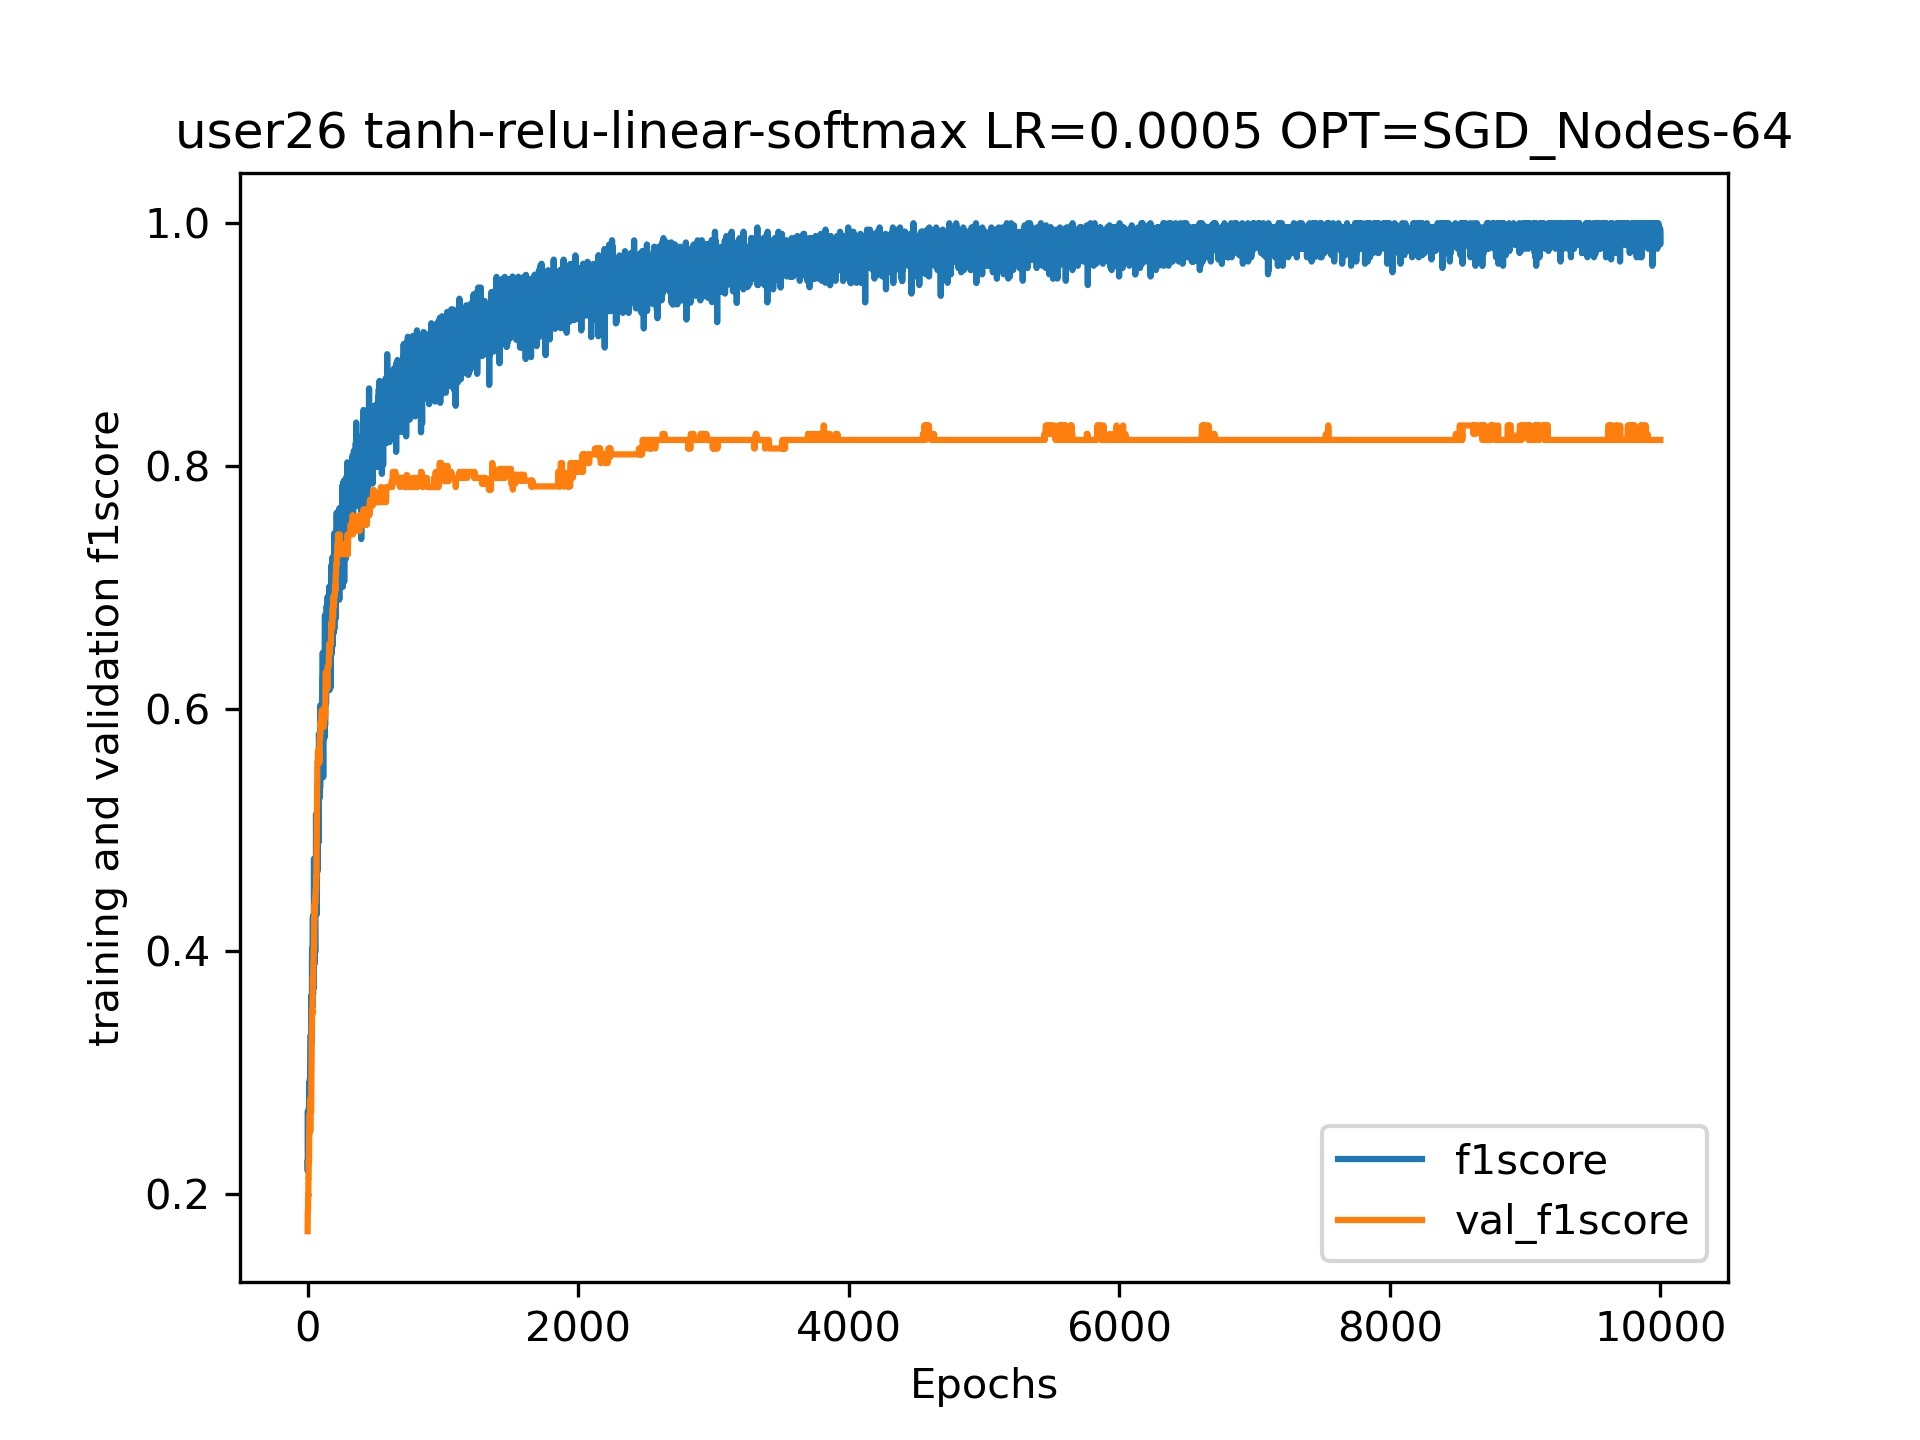 user26 tanh-relu-linear-softmax LR=0.0005 OPT=SGD_Nodes-64
training and validation f1score
1.0
0.8
0.6
0.4
0.2
f1score
val_f1score
0 2000 4000 6000 8000 10000
Epochs